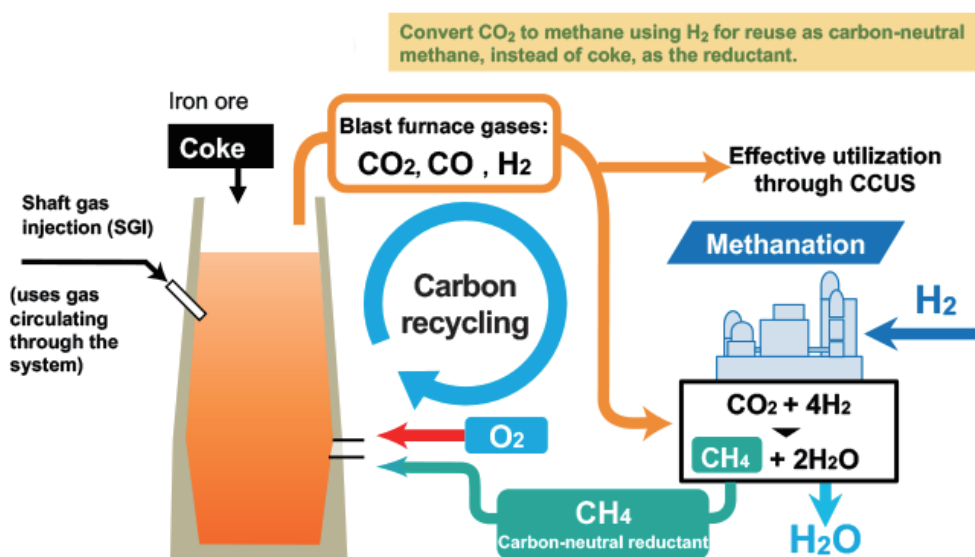 Convert CO₂ to methane using H₂ for reuse as carbon-neutral
methane, instead of coke, as the reductant.
Iron ore
Coke
Blast furnace gases:
CO₂, CO , H₂
Effective utilization
through CCUS
Shaft gas
injection (SGI)
(uses gas
circulating
through the
system)
Carbon
recycling
Methanation
H₂
CO₂ + 4H₂
CH₄ + 2H₂O
O₂
CH₄
Carbon-neutral reductant
H₂O